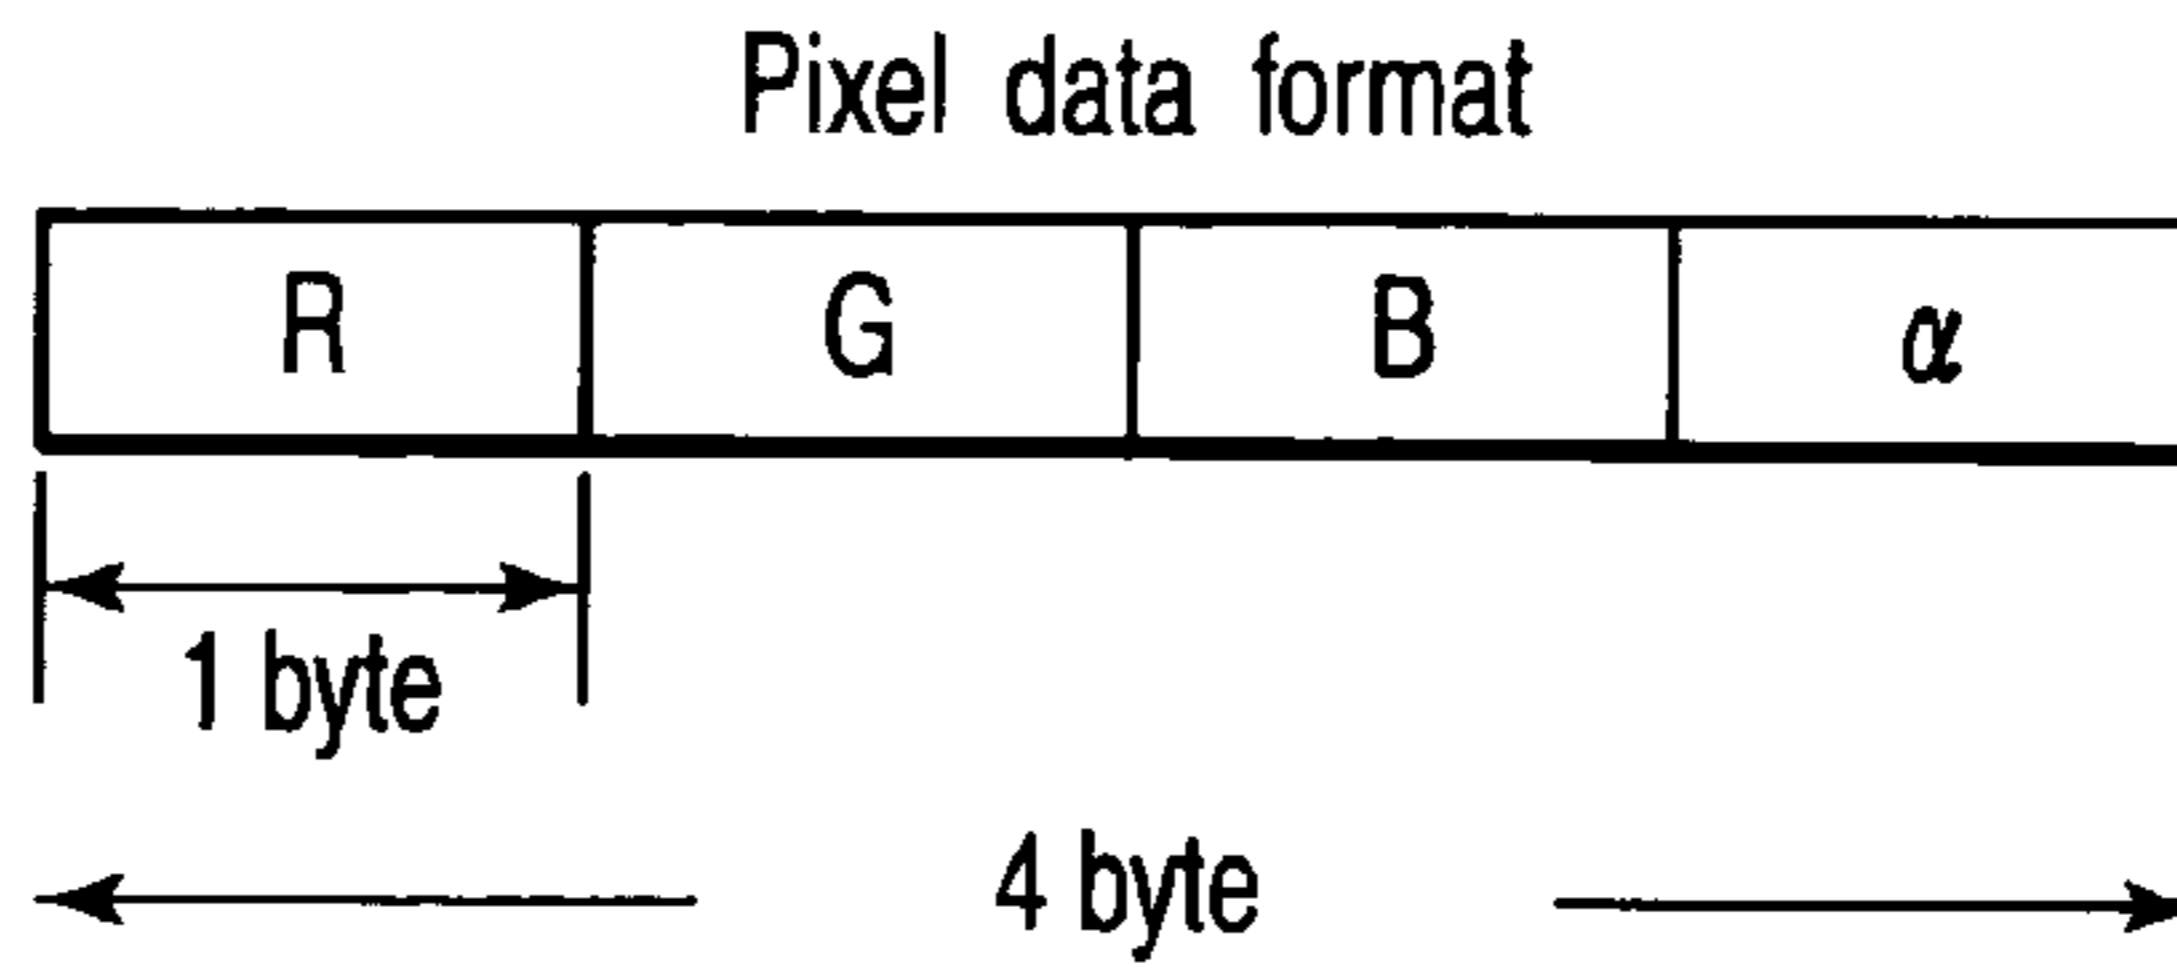 Pixel data format
R G B α
1 byte
4 byte